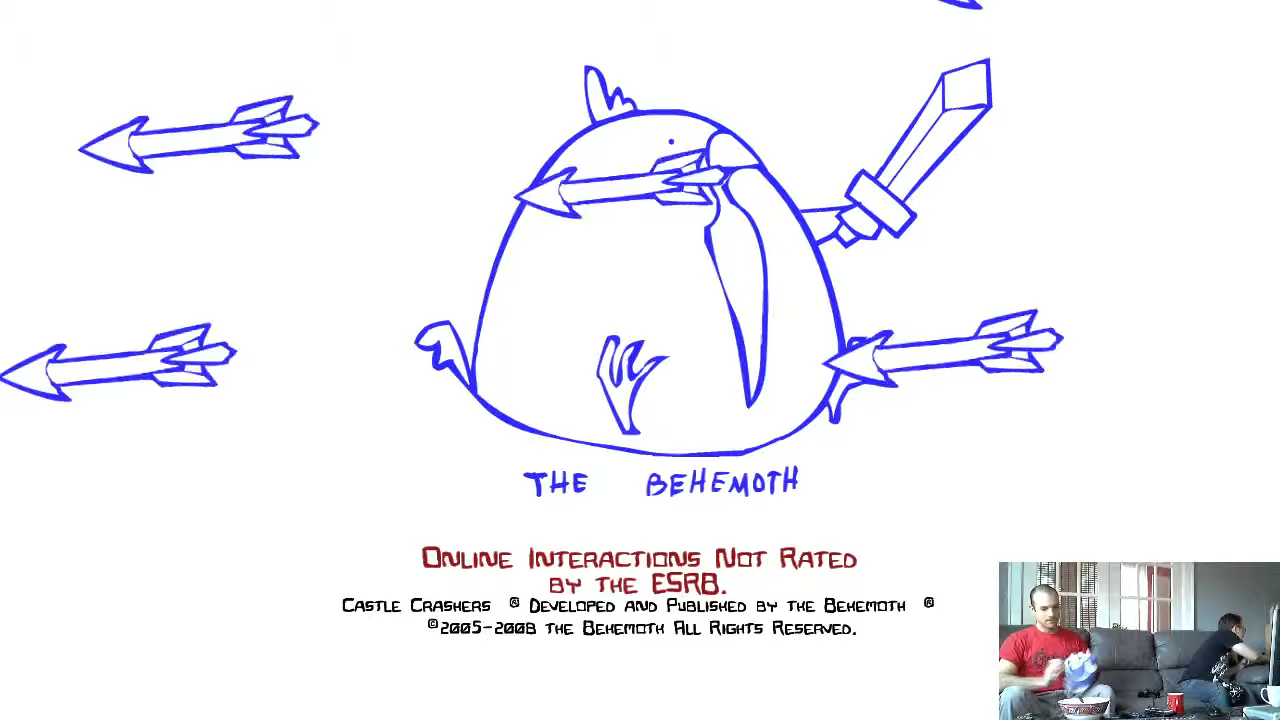 THE BEHEMOTH
ONLINE INTERACTIONS NOT RATED
BY THE ESRB.
CASTLE CRASHERS ® DEVELOPED AND PUBLISHED BY THE BEHEMOTH ®
©2005-2008 THE BEHEMOTH ALL RIGHTS RESERVED.